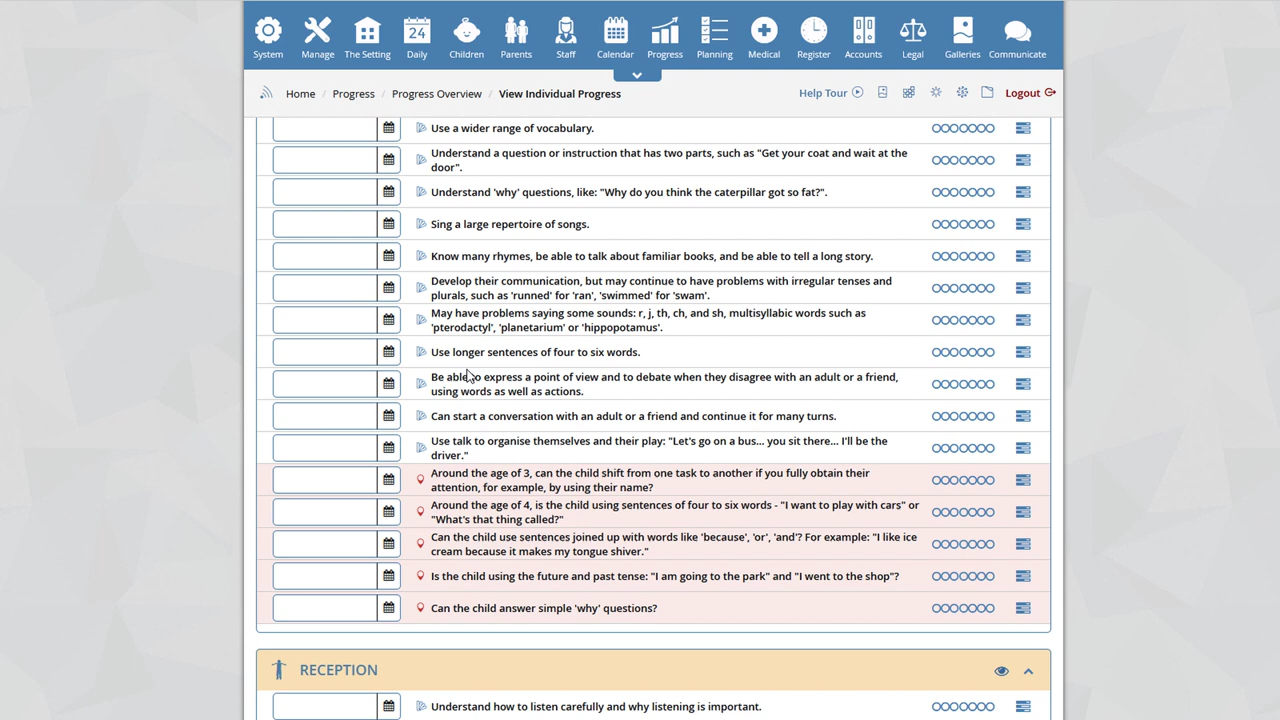 System Manage The Setting Daily Children Parents Staff Calendar Progress Planning Medical Register Accounts Legal Galleries Communicate
24
Home / Progress / Progress Overview / View Individual Progress Help Tour Logout
Use a wider range of vocabulary.
Understand a question or instruction that has two parts, such as "Get your coat and wait at the
door".
Understand 'why' questions, like: "Why do you think the caterpillar got so fat?".
Sing a large repertoire of songs.
Know many rhymes, be able to talk about familiar books, and be able to tell a long story.
Develop their communication, but may continue to have problems with irregular tenses and
plurals, such as 'runned' for 'ran', 'swimmed' for 'swam'.
May have problems saying some sounds: r, j, th, ch, and sh, multisyllabic words such as
'pterodactyl', 'planetarium' or 'hippopotamus'.
Use longer sentences of four to six words.
Be able to express a point of view and to debate when they disagree with an adult or a friend,
using words as well as actions.
Can start a conversation with an adult or a friend and continue it for many turns.
Use talk to organise themselves and their play: "Let's go on a bus... you sit there... I'll be the
driver."
Around the age of 3, can the child shift from one task to another if you fully obtain their
attention, for example, by using their name?
Around the age of 4, is the child using sentences of four to six words - "I want to play with cars" or
"What's that thing called?"
Can the child use sentences joined up with words like 'because', 'or', 'and'? For example: "I like ice
cream because it makes my tongue shiver."
Is the child using the future and past tense: "I am going to the park" and "I went to the shop"?
Can the child answer simple 'why' questions?
RECEPTION
Understand how to listen carefully and why listening is important.